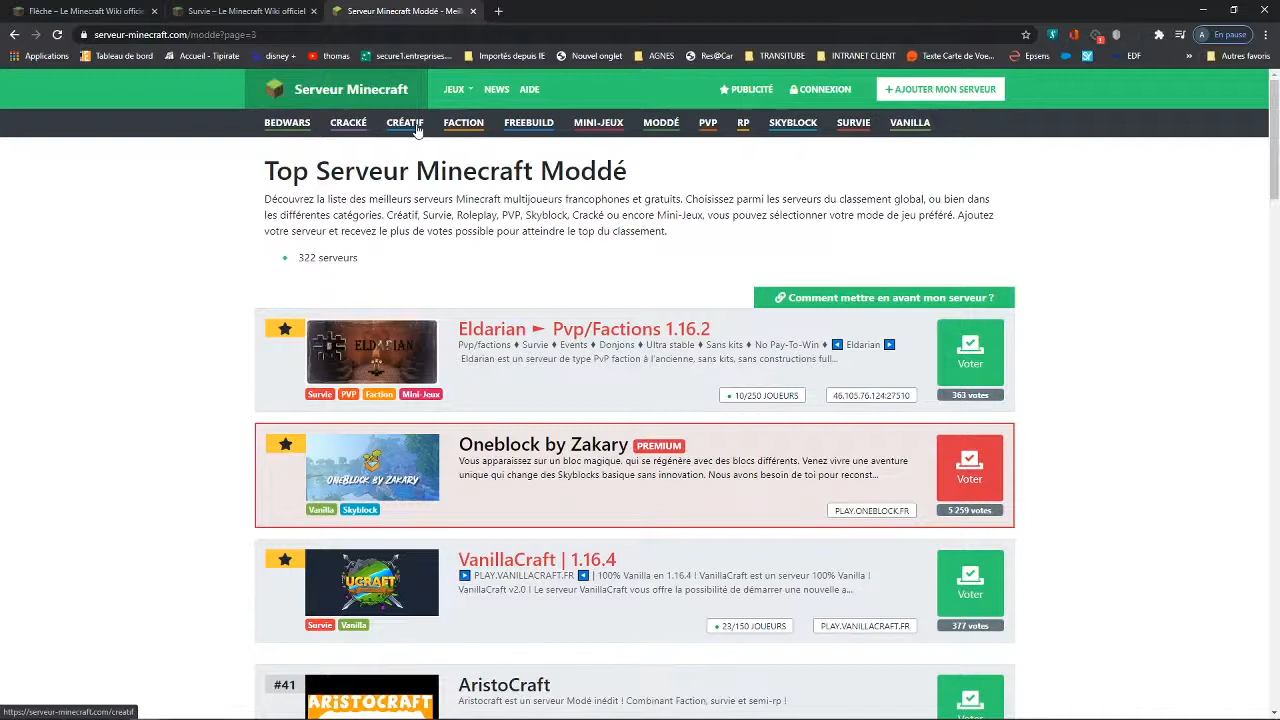 Flèche – Le Minecraft Wiki officiel
Survie – Le Minecraft Wiki officiel
Serveur Minecraft Moddé - Mei
serveur-minecraft.com/modde?page=3
A En pause
Applications
Tableau de bord
Accueil - Tirorate
disney +
thomas
secure1.entreprises...
Importés depuis IE
Nouvel onglet
AGNES
@Cart
TRANSTUBE
INTRANET CLIENT
Texte Carte de Voe...
Epsens
EDF
» Autres favoris
Serveur Minecraft
JEUX
NEWS
AIDE
PUBLICITÉ
CONNEXION
+ AJOUTER MON SERVEUR
BEDWARS CRACKÉ CRÉATIF FACTION FREEBUILD MINI-JEUX MODDÉ PVP RP SKYBLOCK SURVIE VANILLA
Top Serveur Minecraft Moddé
Découvrez la liste des meilleurs serveurs Minecraft multijoueurs francophones et gratuits. Choisissez parmi les serveurs du classement global, ou bien dans
les différentes catégories. Créatif, Survie, Roleplay, PVP, Skyblock, Cracké ou encore Mini-Jeux, vous pouvez sélectionner votre mode de jeu préféré. Ajoutez
votre serveur et recevez le plus de votes possible pour atteindre le top du classement.
• 322 serveurs
Comment mettre en avant mon serveur ?
ELDARIAN
Eldarian ► Pvp/Factions 1.16.2
Pvp/factions ♦ Survie ♦ Events ♦ Donjons ♦ Ultra stable ♦ Sans kits ♦ No Pay-To-Win ♦ ◀ Eldarian ▶
Eldarian est un serveur de type PvP faction à l'ancienne,sans kits, sans construction full...
Survie PVP Faction Mini-Jeux
10/250 JOUEURS
46.105.76.124:27510
Voter
363 votes
ONEBLOCK BY ZAKARY
Oneblock by Zakary PREMIUM
Vous apparaissez sur un bloc magique, qui se régénère avec des blocs différents. Venez vivre une aventure
unique qui change des Skyblocks basique sans innovation. Nous avons besoin de toi pour reconst...
Vanilla Skyblock
PLAY.ONEBLOCK.FR
Voter
5 259 votes
UCRAFT
VanillaCraft | 1.16.4
▶ PLAY.VANILLACRAFT.FR ◀ | 100% Vanilla en 1.16.4 | VanillaCraft est un serveur 100% Vanilla |
VanillaCraft v2.0 | Le serveur VanillaCraft vous offre la possibilité de démarrer une nouvelle a...
Survie Vanilla
23/150 JOUEURS
PLAY.VANILLACRAFT.FR
Voter
377 votes
#41
ARISTOCRAFT
AristoCraft
est un serveur Moddé inédit ! Combinant Faction
Voter
https://serveur-minecraft.com/creatif